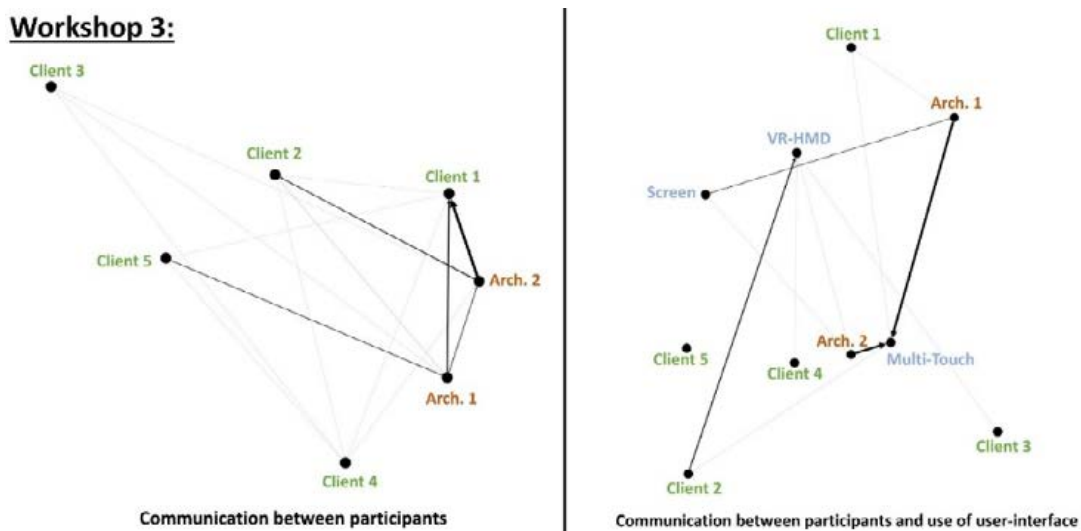 Workshop 3:
Client 3
Client 2
Client 1
Client 5
Arch. 2
Arch. 1
Client 4
Communication between participants
Client 1
Arch. 1
VR-HMD
Screen
Arch. 2
Client 5
Client 4
Multi-Touch
Client 3
Client 2
Communication between participants and use of user-interface